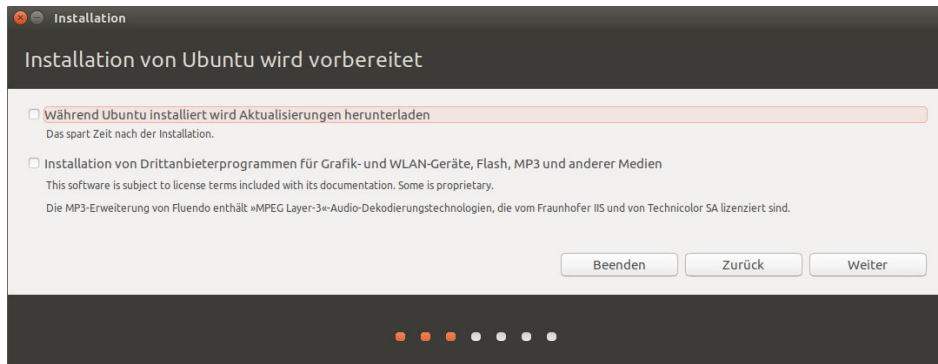 Installation
Installation von Ubuntu wird vorbereitet
Während Ubuntu installiert wird Aktualisierungen herunterladen
Das spart Zeit nach der Installation.
Installation von Drittanbieterprogrammen für Grafik- und WLAN-Geräte, Flash, MP3 und anderer Medien
This software is subject to license terms included with its documentation. Some is proprietary.
Die MP3-Erweiterung von Fluendo enthält »MPEG Layer-3«-Audio-Dekodierungstechnologien, die vom Fraunhofer IIS und von Technicolor SA lizenziert sind.
Beenden Zurück Weiter